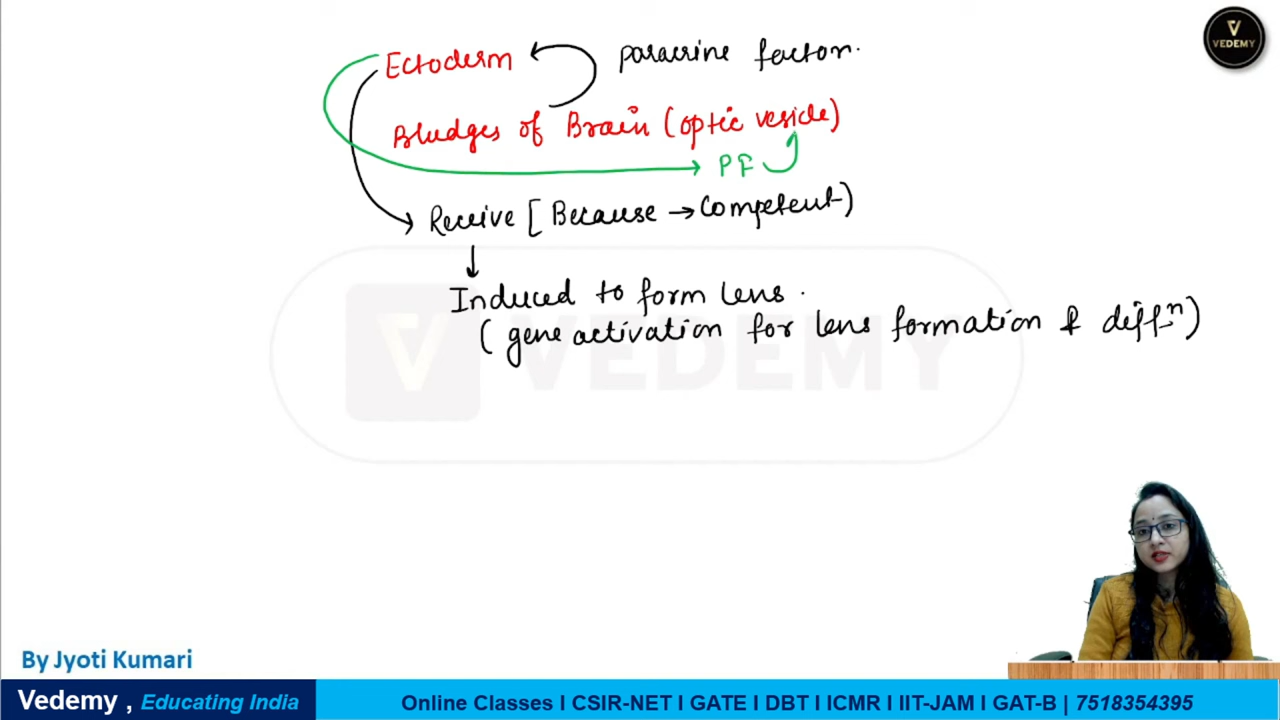 VEDEMY
Ectoderm paracrine factor.
Bludges of Brain (optic vesicle)
PF
Receive [Because → Competent)
Induced to form lens.
(gene activation for lens formation & diffⁿ)
VEDEMY
By Jyoti Kumari
Vedemy , Educating India
Online Classes I CSIR-NET I GATE I DBT I ICMR I IIT-JAM I GAT-B | 7518354395